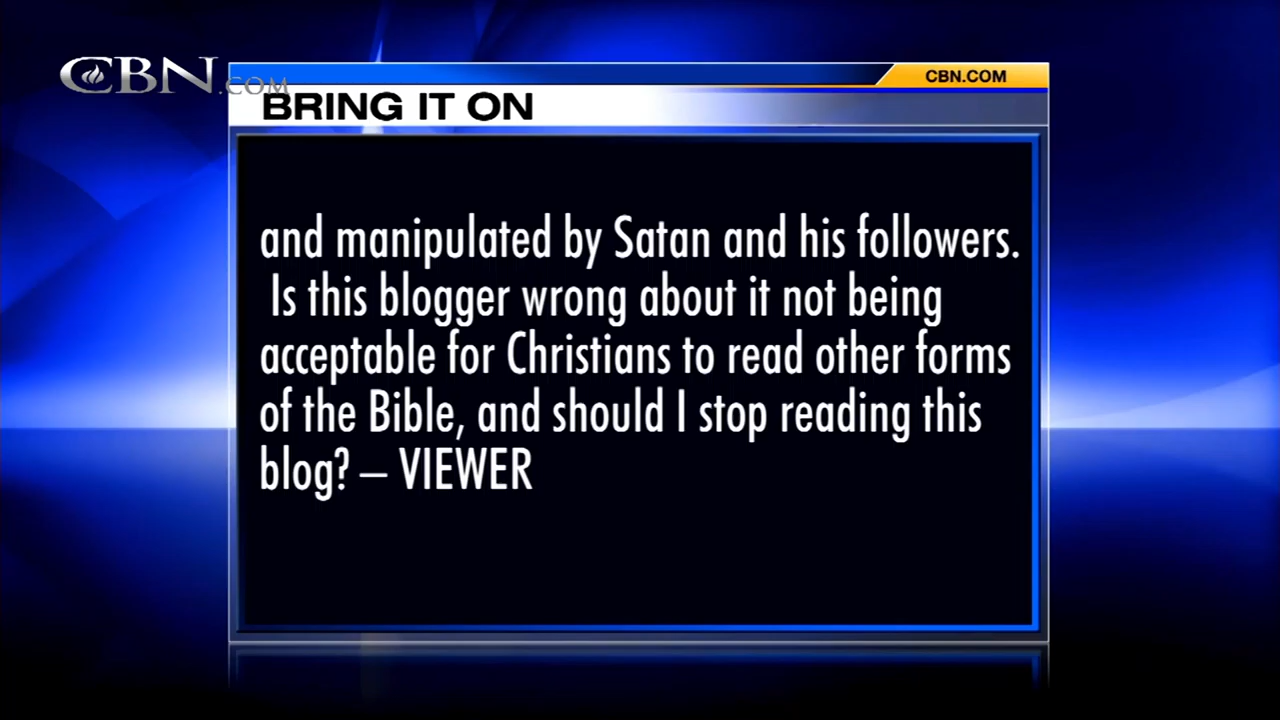 CBN.COM
CBN.COM
BRING IT ON
and manipulated by Satan and his followers.
Is this blogger wrong about it not being
acceptable for Christians to read other forms
of the Bible, and should I stop reading this
blog? – VIEWER